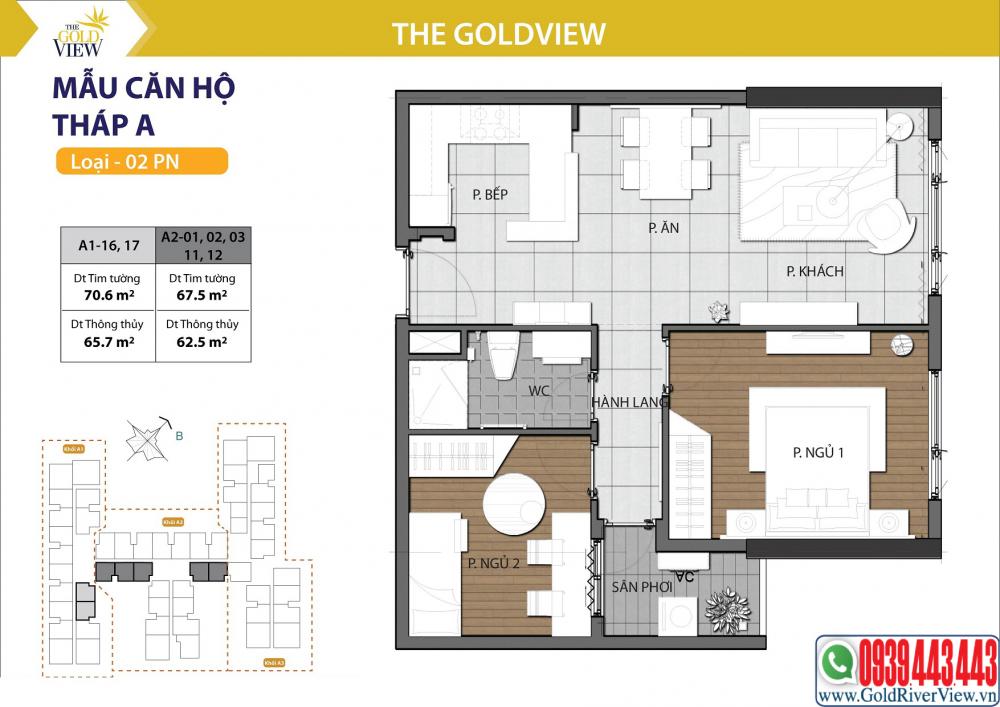 THE
GOLD
VIEW
THE GOLDVIEW
MẪU CĂN HỘ
THÁP A
Loại - 02 PN
A1-16, 17
A2-01, 02, 03
11, 12
Dt Tim tường
70.6 m²
Dt Tim tường
67.5 m²
Dt Thông thủy
65.7 m²
Dt Thông thủy
62.5 m²
P. BẾP
P. ĂN
P. KHÁCH
WC
HÀNH LANG
P. NGỦ 1
P. NGỦ 2
SÂN PHƠI
AC
B
Khối A1
Khối A2
Khối A3
0939443443
www.GoldRiverView.vn